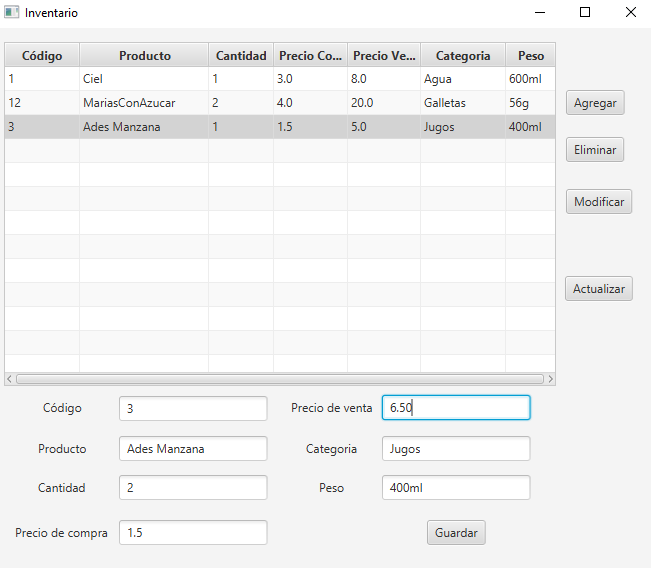 Inventario
Código Producto Cantidad Precio Co... Precio Ve... Categoria Peso
1 Ciel 1 3.0 8.0 Agua 600ml
12 MariasConAzucar 2 4.0 20.0 Galletas 56g
3 Ades Manzana 1 1.5 5.0 Jugos 400ml
Agregar
Eliminar
Modificar
Actualizar
Código 3 Precio de venta 6.50
Producto Ades Manzana Categoria Jugos
Cantidad 2 Peso 400ml
Precio de compra 1.5 Guardar